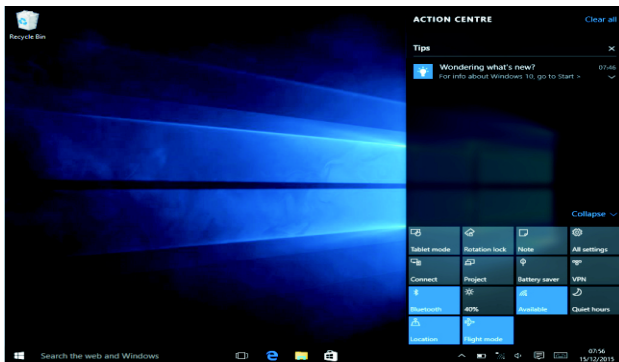 Recycle Bin
ACTION CENTRE
Clear all
Tips
Wondering what's new?
07:46
For info about Windows 10, go to Start >
Collapse
Tablet mode
Rotation lock
Note
All settings
Connect
Project
Battery saver
VPN
Bluetooth
40%
Available
Quiet hours
Location
Flight mode
Search the web and Windows
07:56
15/12/2015